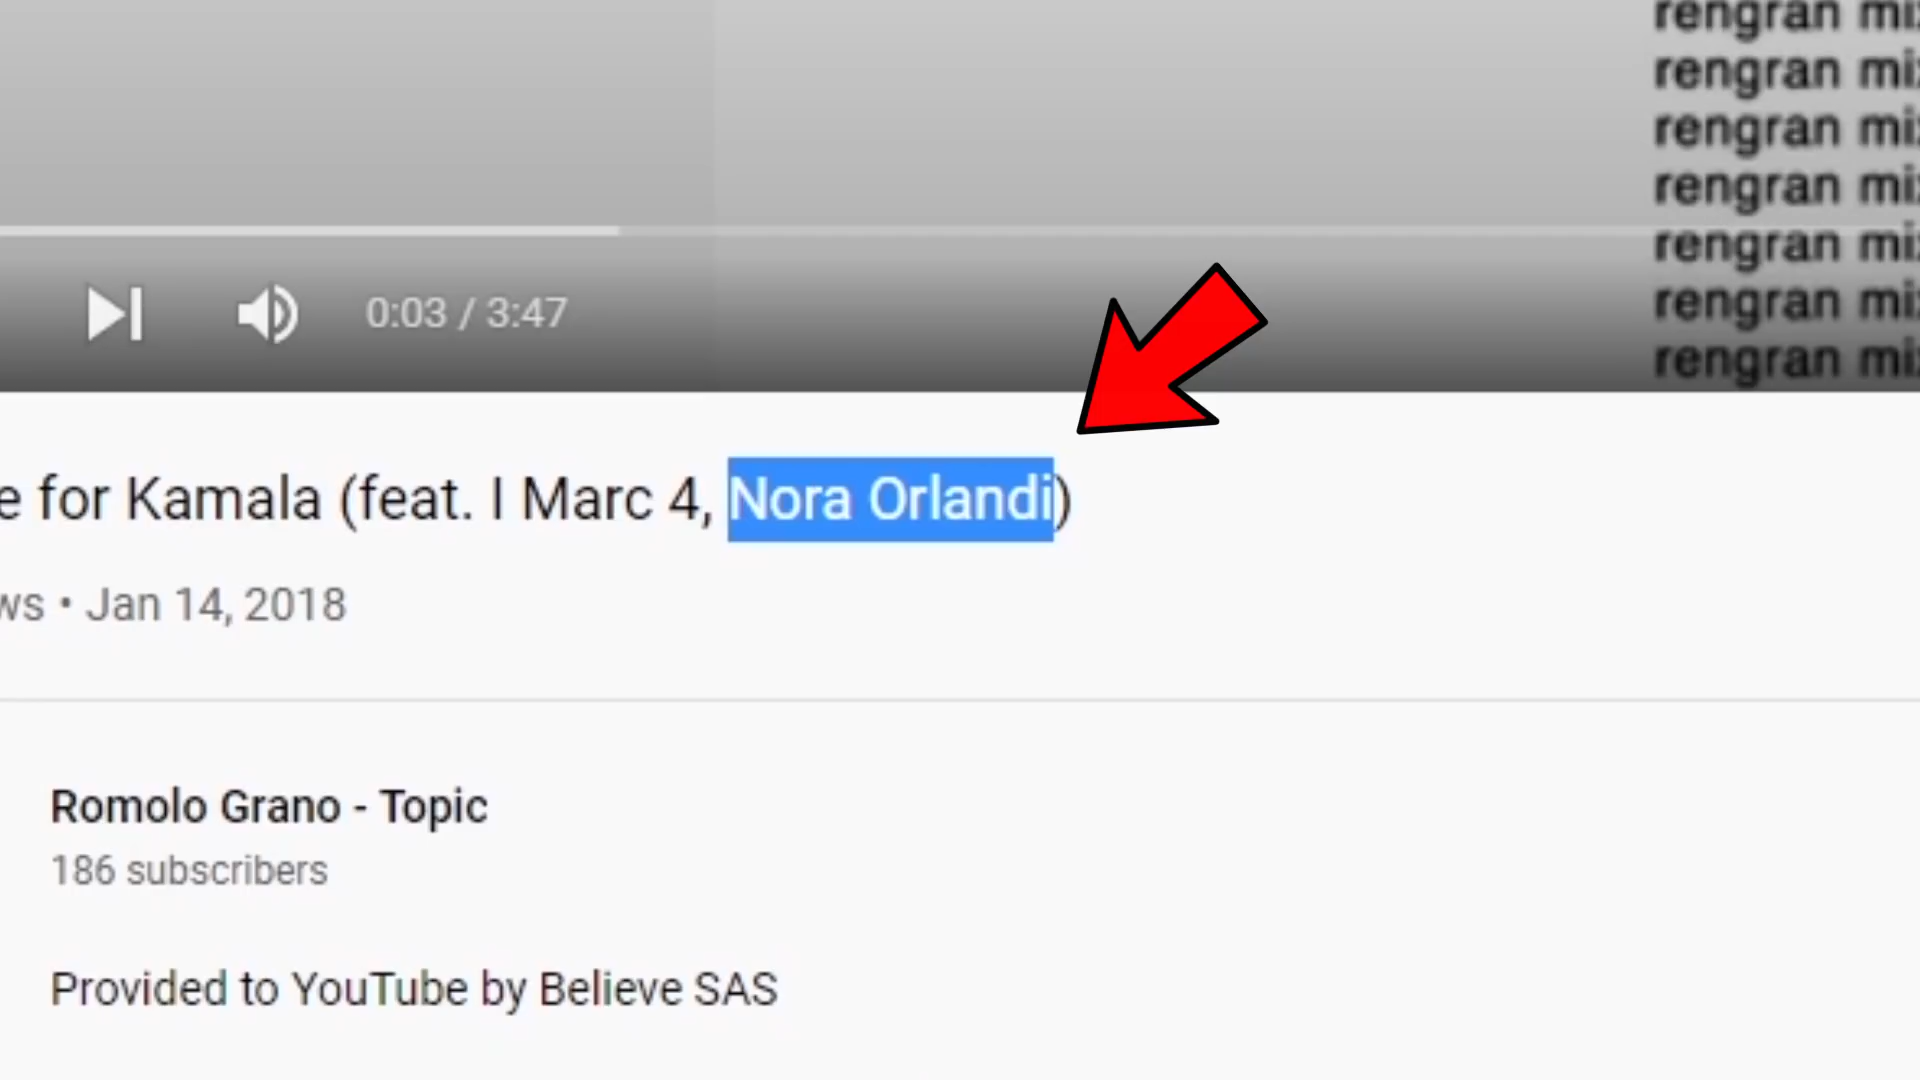 rengran
rengran
rengran
rengran
rengran
rengran
rengran
0:03 / 3:47
for Kamala (feat. I Marc 4, Nora Orlandi)
• Jan 14, 2018
Romolo Grano - Topic
186 subscribers
Provided to YouTube by Believe SAS